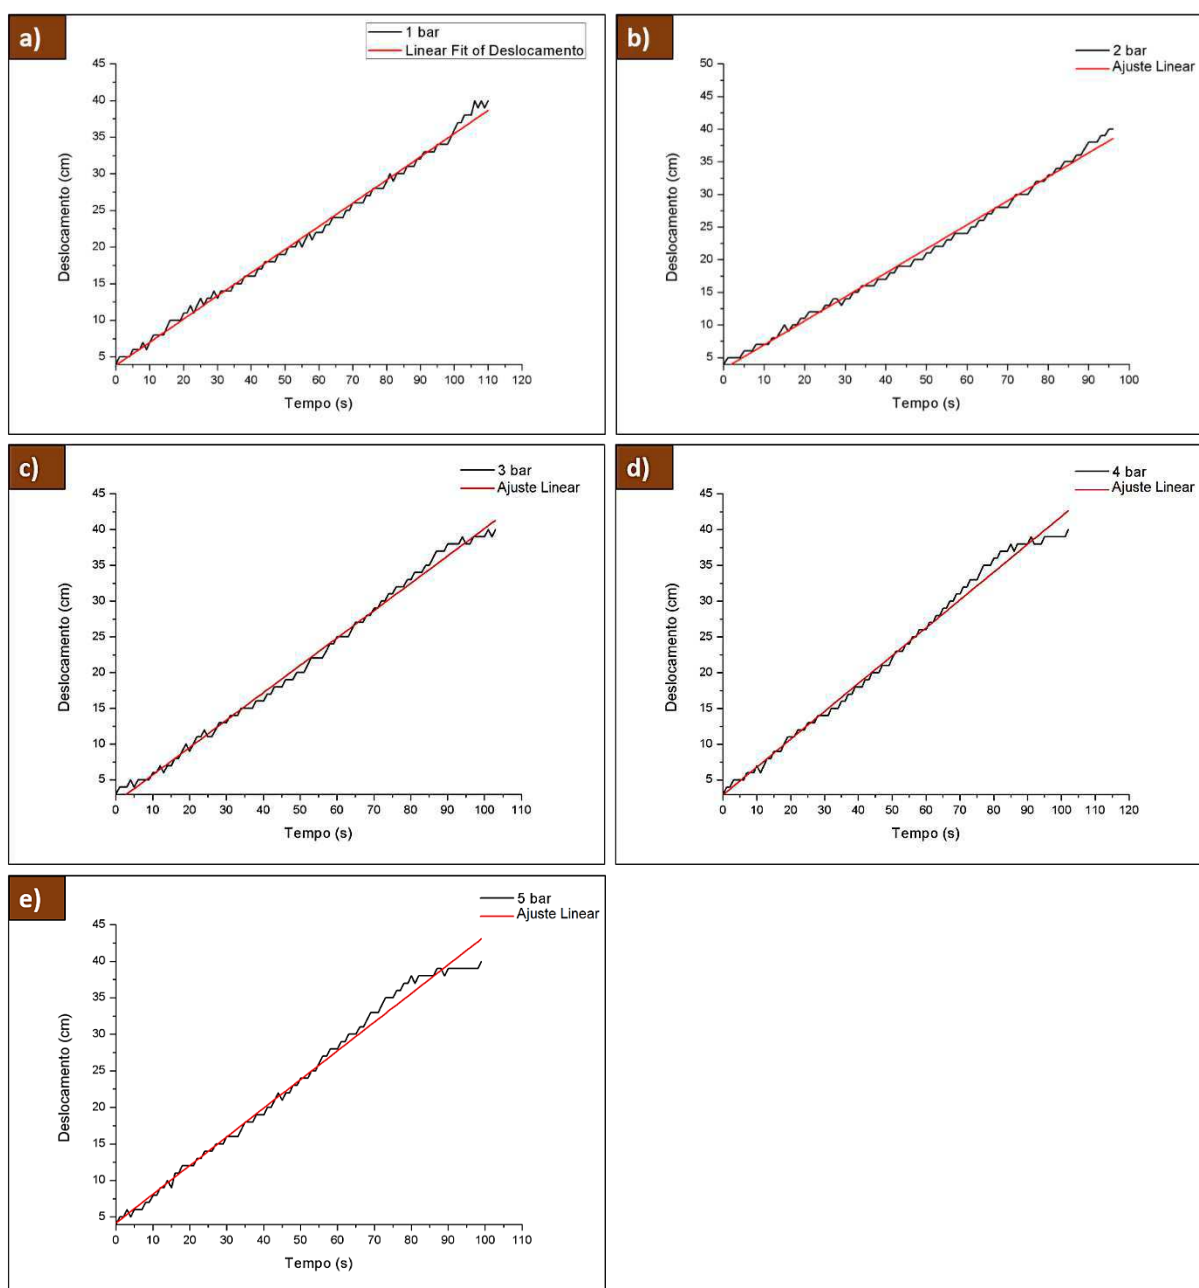 a)
1 bar
Linear Fit of Deslocamento
45
40
35
30
25
20
15
10
5
Deslocamento (cm)
0 10 20 30 40 50 60 70 80 90 100 110 120
Tempo (s)
b)
2 bar
Ajuste Linear
50
45
40
35
30
25
20
15
10
5
Deslocamento (cm)
0 10 20 30 40 50 60 70 80 90 100
Tempo (s)
c)
3 bar
Ajuste Linear
45
40
35
30
25
20
15
10
5
Deslocamento (cm)
0 10 20 30 40 50 60 70 80 90 100 110
Tempo (s)
d)
4 bar
Ajuste Linear
45
40
35
30
25
20
15
10
5
Deslocamento (cm)
0 10 20 30 40 50 60 70 80 90 100 110 120
Tempo (s)
e)
5 bar
Ajuste Linear
45
40
35
30
25
20
15
10
5
Deslocamento (cm)
0 10 20 30 40 50 60 70 80 90 100 110
Tempo (s)